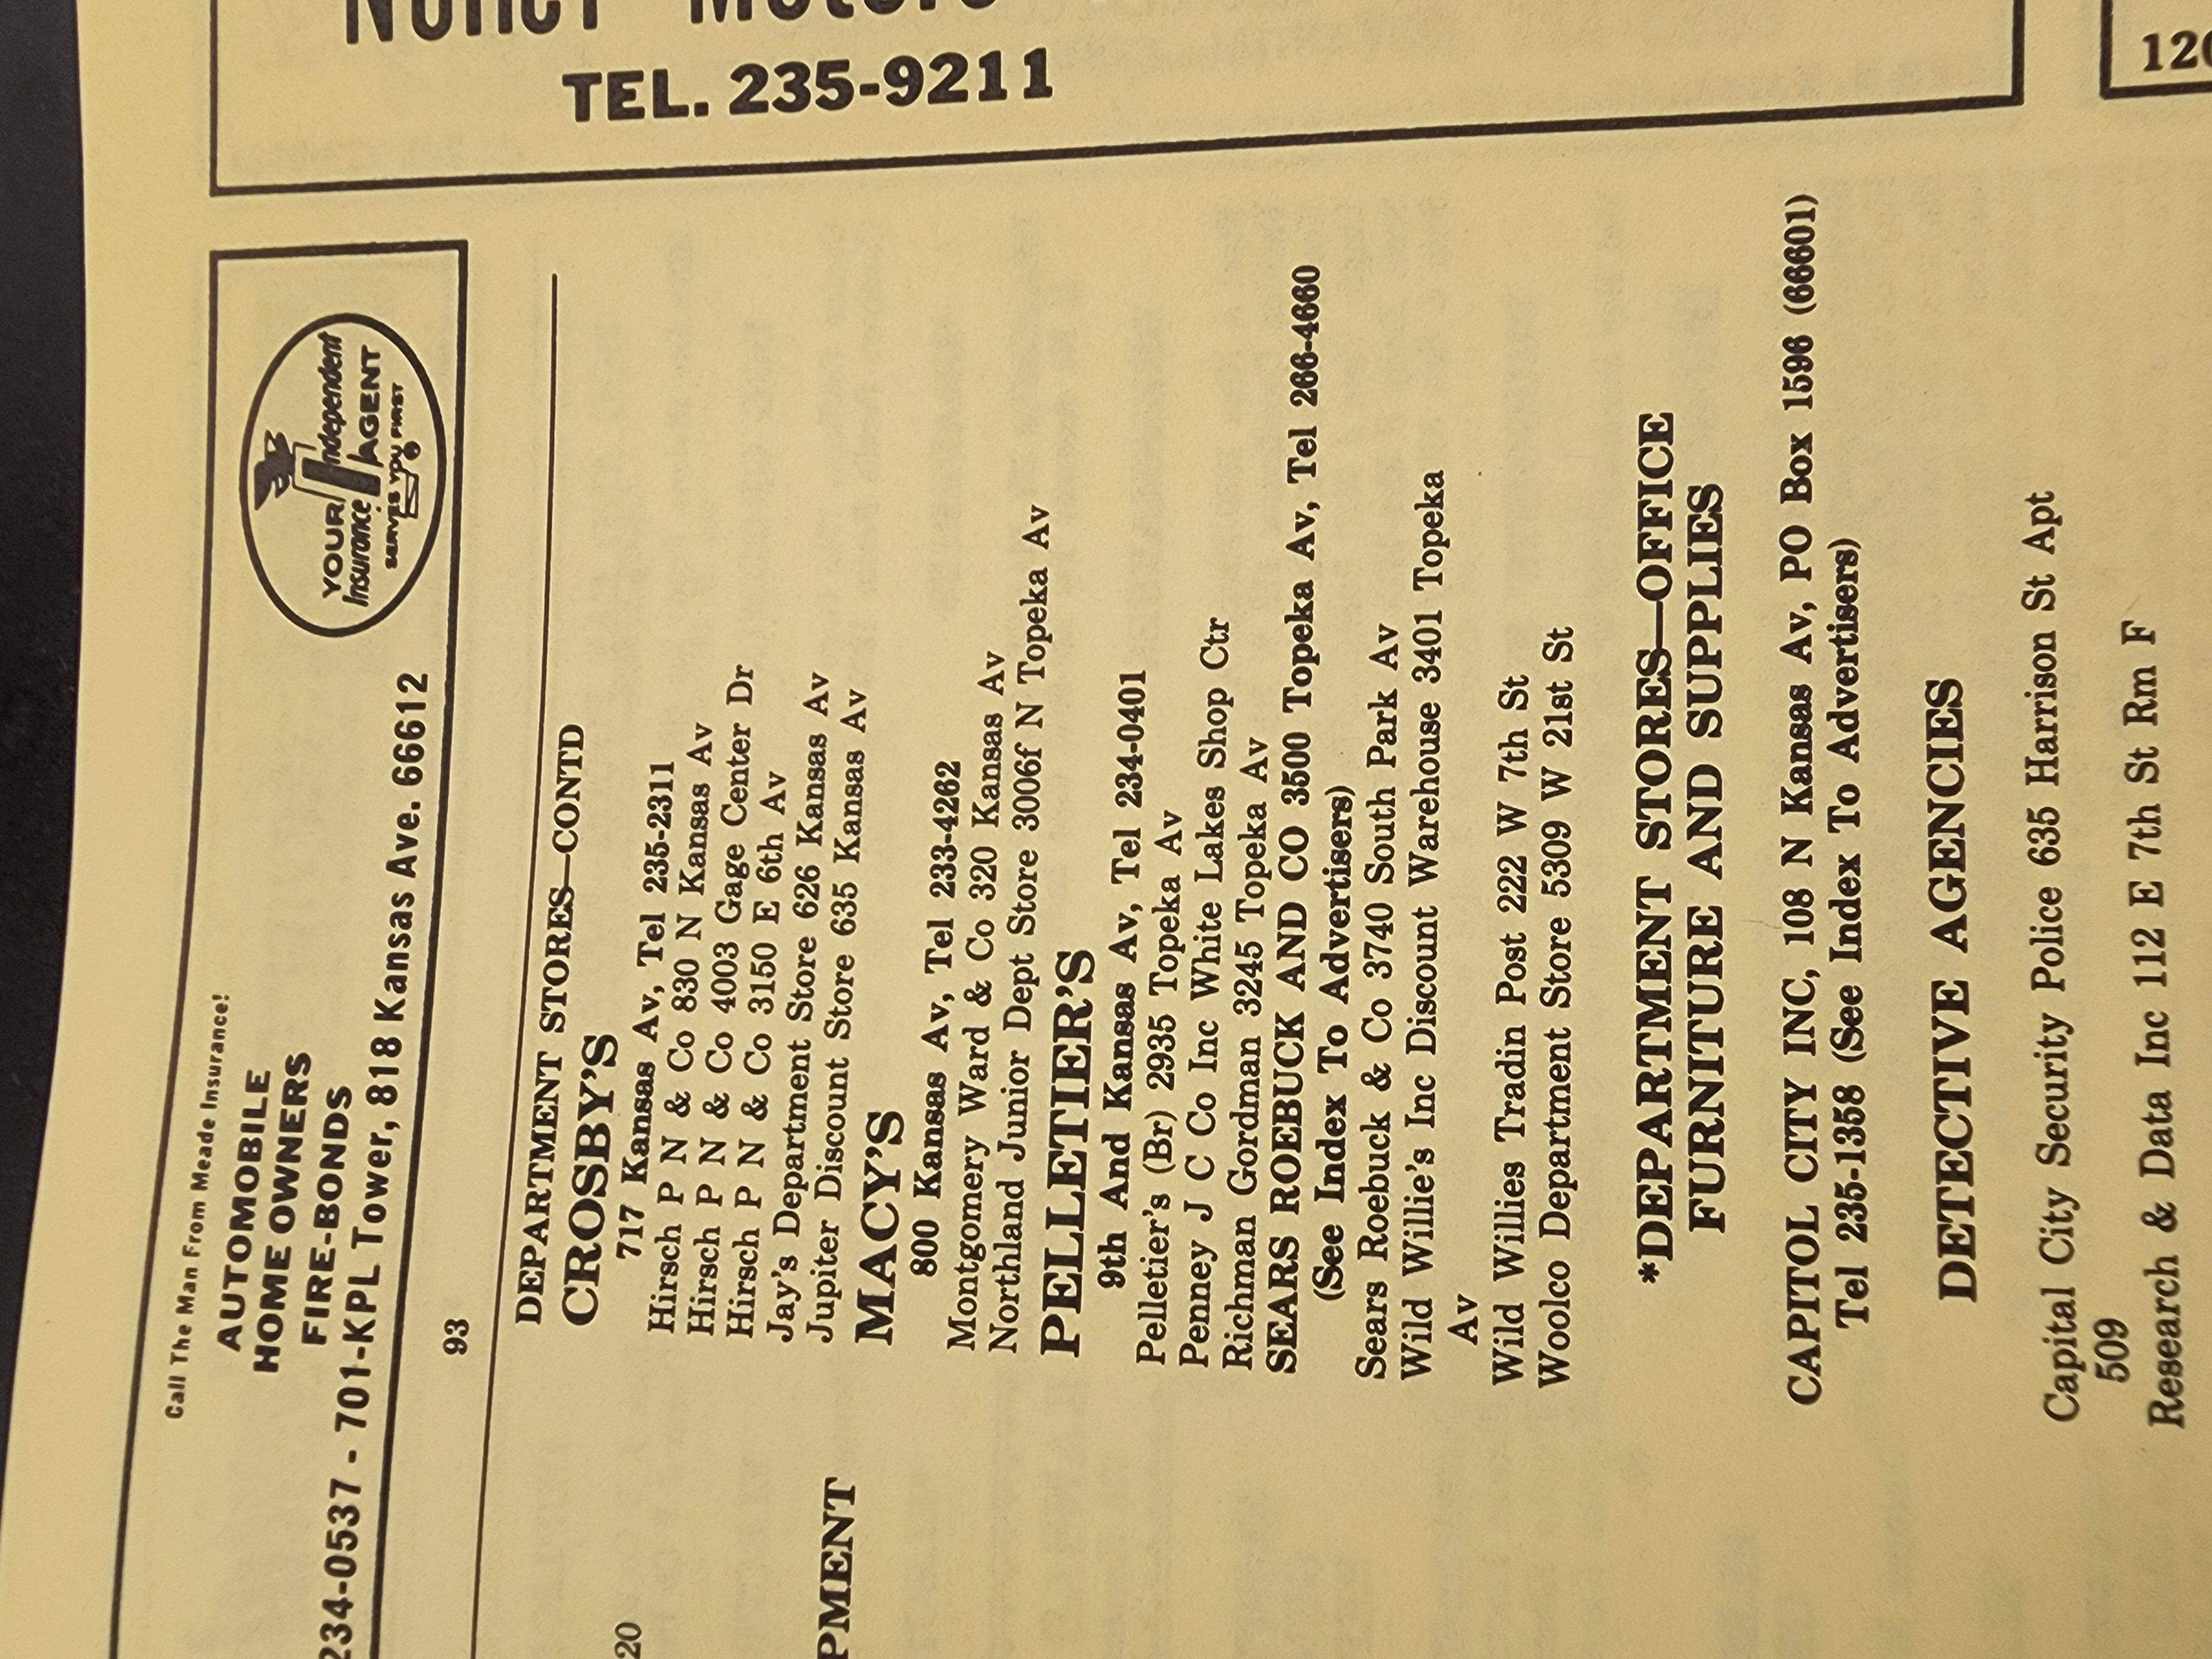 Call The Man From Meade Insurance!
AUTOMOBILE
HOME OWNERS
FIRE-BONDS
234-0537 - 701-KPL Tower, 818 Kansas Ave. 66612
YOUR Independent
Insurance AGENT
SERVES YOU FIRST
93
DEPARTMENT STORES—CONTD
CROSBY'S
717 Kansas Av, Tel 235-2311
Hirsch P N & Co 830 N Kansas Av
Hirsch P N & Co 4003 Gage Center Dr
Hirsch P N & Co 3150 E 6th Av
Jay's Department Store 626 Kansas Av
Jupiter Discount Store 635 Kansas Av
MACY'S
800 Kansas Av, Tel 233-4262
Montgomery Ward & Co 320 Kansas Av
Northland Junior Dept Store 3006f N Topeka Av
PELLETIER'S
9th And Kansas Av, Tel 234-0401
Pelletier's (Br) 2935 Topeka Av
Penney J C Co Inc White Lakes Shop Ctr
Richman Gordman 3245 Topeka Av
SEARS ROEBUCK AND CO 3500 Topeka Av, Tel 266-4660
(See Index To Advertisers)
Sears Roebuck & Co 3740 South Park Av
Wild Willie's Inc Discount Warehouse 3401 Topeka
Av
Wild Willies Tradin Post 222 W 7th St
Woolco Department Store 5309 W 21st St
*DEPARTMENT STORES—OFFICE
FURNITURE AND SUPPLIES
CAPITOL CITY INC, 108 N Kansas Av, PO Box 1596 (66601)
Tel 235-1358 (See Index To Advertisers)
DETECTIVE AGENCIES
Capital City Security Police 635 Harrison St Apt
509
Research & Data Inc 112 E 7th St Rm F
20
PMENT
TEL. 235-9211
120